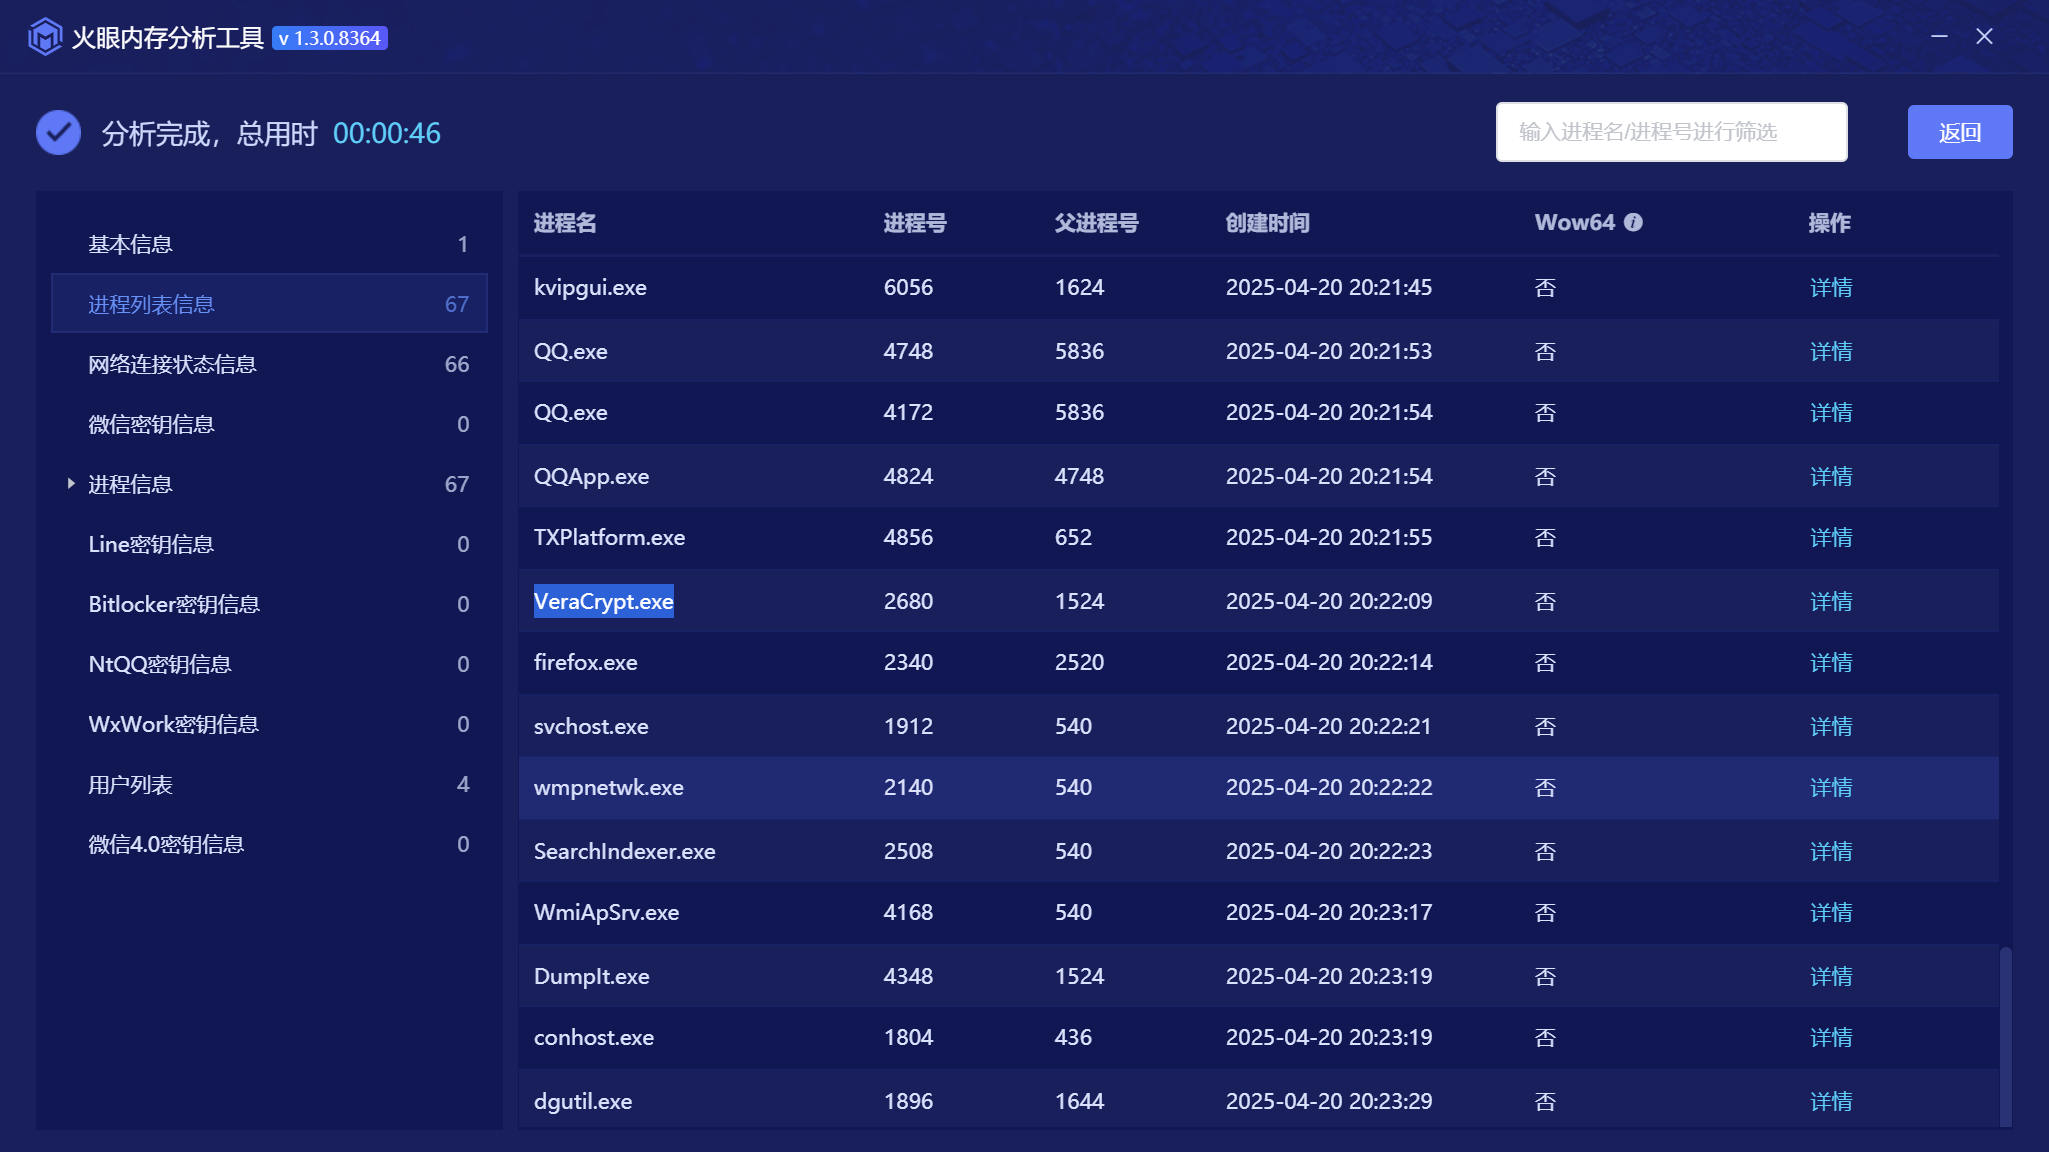 火眼内存分析工具 v 1.3.0.8364
分析完成，总用时 00:00:46
输入进程名/进程号进行筛选
返回
基本信息 1
进程列表信息 67
网络连接状态信息 66
微信密钥信息 0
进程信息 67
Line密钥信息 0
Bitlocker密钥信息 0
NtQQ密钥信息 0
WxWork密钥信息 0
用户列表 4
微信4.0密钥信息 0
进程名 进程号 父进程号 创建时间 Wow64 操作
kvipgui.exe 6056 1624 2025-04-20 20:21:45 否 详情
QQ.exe 4748 5836 2025-04-20 20:21:53 否 详情
QQ.exe 4172 5836 2025-04-20 20:21:54 否 详情
QQApp.exe 4824 4748 2025-04-20 20:21:54 否 详情
TXPlatform.exe 4856 652 2025-04-20 20:21:55 否 详情
VeraCrypt.exe 2680 1524 2025-04-20 20:22:09 否 详情
firefox.exe 2340 2520 2025-04-20 20:22:14 否 详情
svchost.exe 1912 540 2025-04-20 20:22:21 否 详情
wmpnetwk.exe 2140 540 2025-04-20 20:22:22 否 详情
SearchIndexer.exe 2508 540 2025-04-20 20:22:23 否 详情
WmiApSrv.exe 4168 540 2025-04-20 20:23:17 否 详情
DumpIt.exe 4348 1524 2025-04-20 20:23:19 否 详情
conhost.exe 1804 436 2025-04-20 20:23:19 否 详情
dgutil.exe 1896 1644 2025-04-20 20:23:29 否 详情